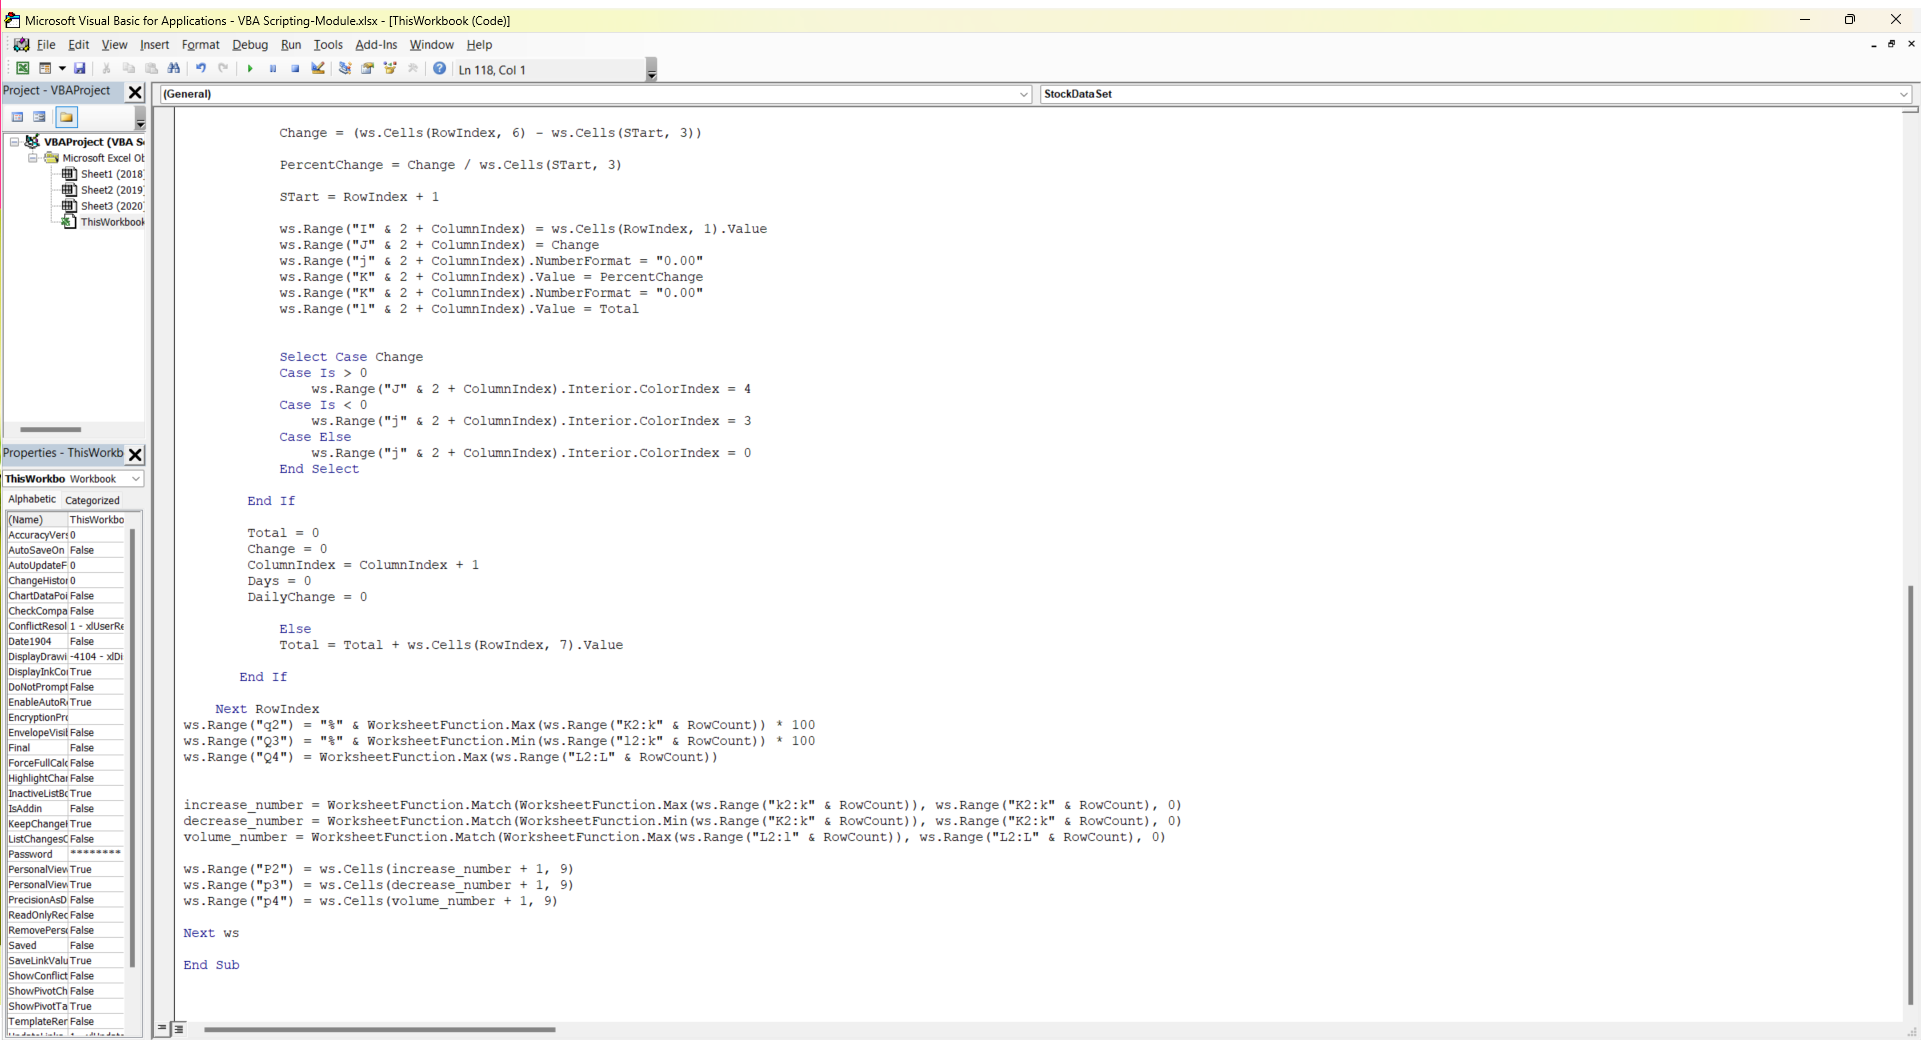 Microsoft Visual Basic for Applications - VBA Scripting-Module.xlsx - [ThisWorkbook (Code)]
File Edit View Insert Format Debug Run Tools Add-Ins Window Help
Ln 118, Col 1
Project - VBAProject
(General)
StockDataSet
VBAProject (VBA S
Microsoft Excel Ob
Sheet1 (2018
Sheet2 (2019
Sheet3 (2020
ThisWorkbook
Properties - ThisWorkb
ThisWorkbo Workbook
Alphabetic Categorized
(Name) ThisWorkbo
AccuracyVers 0
AutoSaveOn False
AutoUpdateF 0
ChangeHistor 0
ChartDataPoi False
CheckCompa False
ConflictResol 1 - xlUserRe
Date1904 False
DisplayDrawi -4104 - xlDi
DisplayInkCo True
DoNotPrompt False
EnableAutoR True
EncryptionPr
EnvelopeVisi False
Final False
ForceFullCalc False
HighlightChar False
InactiveListBo True
IsAddin False
KeepChange True
ListChangesO False
Password ********
PersonalView True
PersonalView True
PrecisionAsD False
ReadOnlyRec False
RemovePerso False
Saved False
SaveLinkValu True
ShowConflict False
ShowPivotCh False
ShowPivotTa True
TemplateRem False
Change = (ws.Cells(RowIndex, 6) - ws.Cells(STart, 3))
PercentChange = Change / ws.Cells(STart, 3)
STart = RowIndex + 1
ws.Range("I" & 2 + ColumnIndex) = ws.Cells(RowIndex, 1).Value
ws.Range("J" & 2 + ColumnIndex) = Change
ws.Range("j" & 2 + ColumnIndex).NumberFormat = "0.00"
ws.Range("K" & 2 + ColumnIndex).Value = PercentChange
ws.Range("K" & 2 + ColumnIndex).NumberFormat = "0.00"
ws.Range("l" & 2 + ColumnIndex).Value = Total
Select Case Change
Case Is > 0
ws.Range("J" & 2 + ColumnIndex).Interior.ColorIndex = 4
Case Is < 0
ws.Range("j" & 2 + ColumnIndex).Interior.ColorIndex = 3
Case Else
ws.Range("j" & 2 + ColumnIndex).Interior.ColorIndex = 0
End Select
End If
Total = 0
Change = 0
ColumnIndex = ColumnIndex + 1
Days = 0
DailyChange = 0
Else
Total = Total + ws.Cells(RowIndex, 7).Value
End If
Next RowIndex
ws.Range("q2") = "%" & WorksheetFunction.Max(ws.Range("K2:k" & RowCount)) * 100
ws.Range("Q3") = "%" & WorksheetFunction.Min(ws.Range("l2:k" & RowCount)) * 100
ws.Range("Q4") = WorksheetFunction.Max(ws.Range("L2:L" & RowCount))
increase_number = WorksheetFunction.Match(WorksheetFunction.Max(ws.Range("k2:k" & RowCount)), ws.Range("K2:k" & RowCount), 0)
decrease_number = WorksheetFunction.Match(WorksheetFunction.Min(ws.Range("K2:k" & RowCount)), ws.Range("K2:k" & RowCount), 0)
volume_number = WorksheetFunction.Match(WorksheetFunction.Max(ws.Range("L2:l" & RowCount)), ws.Range("L2:L" & RowCount), 0)
ws.Range("P2") = ws.Cells(increase_number + 1, 9)
ws.Range("p3") = ws.Cells(decrease_number + 1, 9)
ws.Range("p4") = ws.Cells(volume_number + 1, 9)
Next ws
End Sub